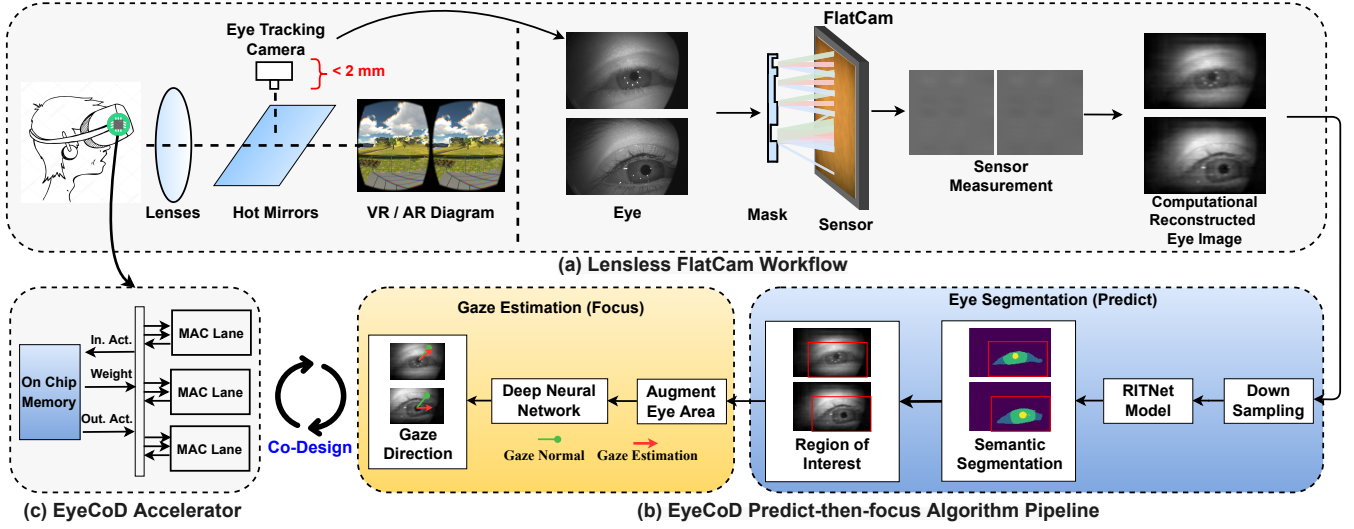 Eye Tracking
Camera
< 2 mm
FlatCam
Lenses
Hot Mirrors
VR / AR Diagram
Eye
Mask
Sensor
Sensor
Measurement
Computational
Reconstructed
Eye Image
(a) Lensless FlatCam Workflow
On Chip
Memory
In. Act.
Weight
Out. Act.
MAC Lane
MAC Lane
MAC Lane
(c) EyeCoD Accelerator
Co-Design
Gaze Estimation (Focus)
Gaze
Direction
Deep Neural
Network
Augment
Eye Area
Gaze Normal
Gaze Estimation
Eye Segmentation (Predict)
Region of
Interest
Semantic
Segmentation
RITNet
Model
Down
Sampling
(b) EyeCoD Predict-then-focus Algorithm Pipeline